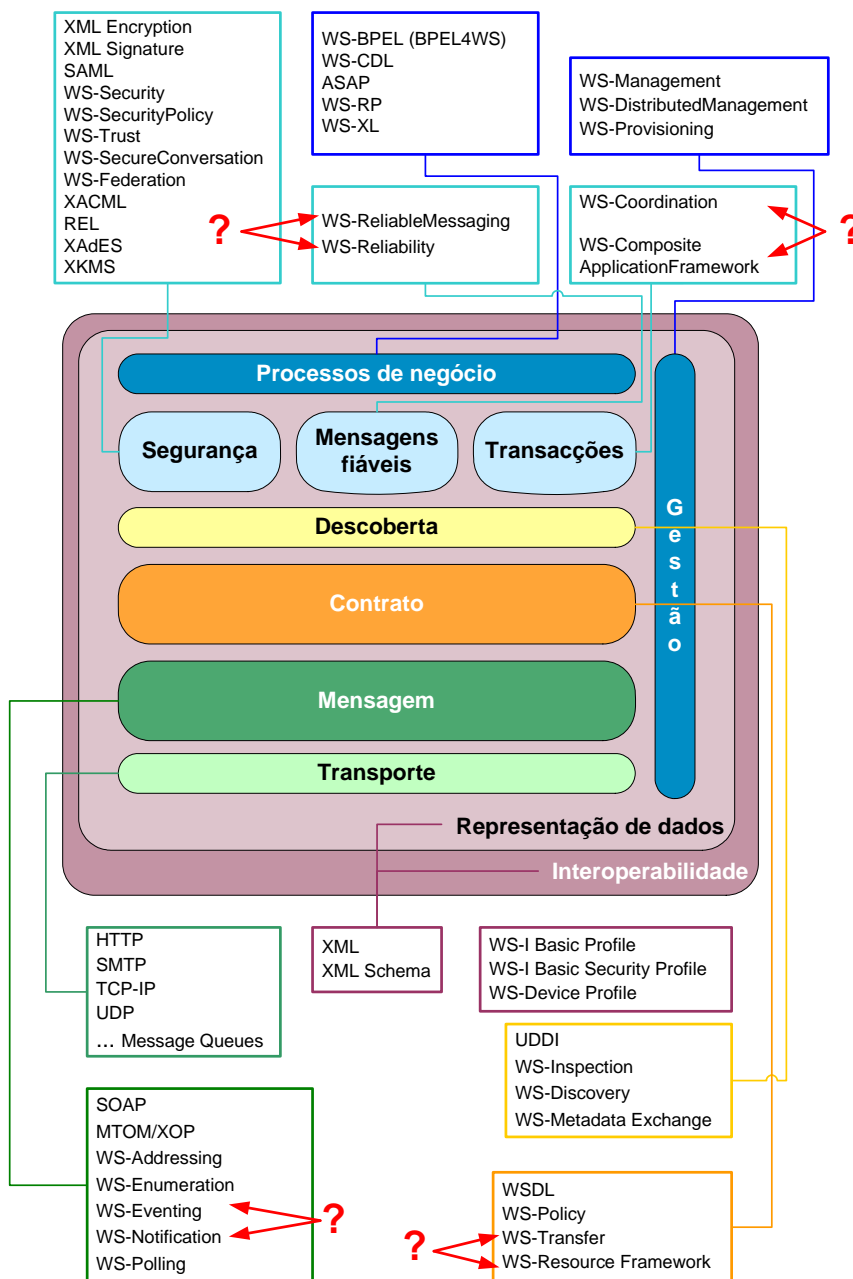 XML Encryption
XML Signature
SAML
WS-Security
WS-SecurityPolicy
WS-Trust
WS-SecureConversation
WS-Federation
XACML
REL
XAdES
XKMS
WS-BPEL (BPEL4WS)
WS-CDL
ASAP
WS-RP
WS-XL
WS-Management
WS-DistributedManagement
WS-Provisioning
?
WS-ReliableMessaging
WS-Reliability
WS-Coordination
WS-Composite
ApplicationFramework
?
Processos de negócio
Segurança
Mensagens
fiáveis
Transacções
Descoberta
Contrato
Mensagem
Transporte
Gestão
Representação de dados
Interoperabilidade
HTTP
SMTP
TCP-IP
UDP
... Message Queues
XML
XML Schema
WS-I Basic Profile
WS-I Basic Security Profile
WS-Device Profile
UDDI
WS-Inspection
WS-Discovery
WS-Metadata Exchange
SOAP
MTOM/XOP
WS-Addressing
WS-Enumeration
WS-Eventing
WS-Notification
WS-Polling
?
?
WSDL
WS-Policy
WS-Transfer
WS-Resource Framework